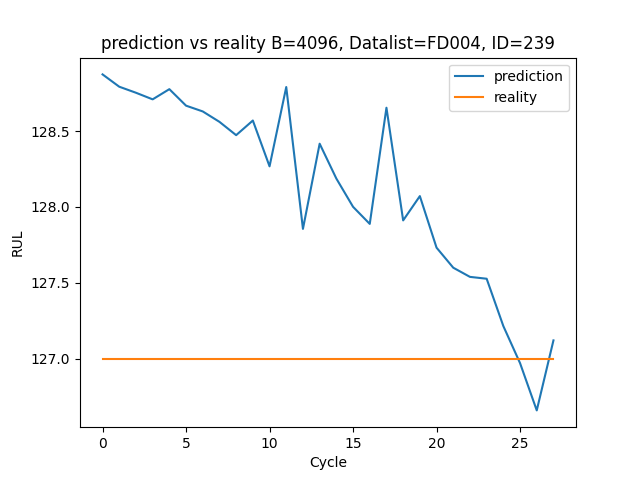 prediction vs reality B=4096, Datalist=FD004, ID=239
prediction
reality
128.5
128.0
127.5
127.0
RUL
0 5 10 15 20 25
Cycle